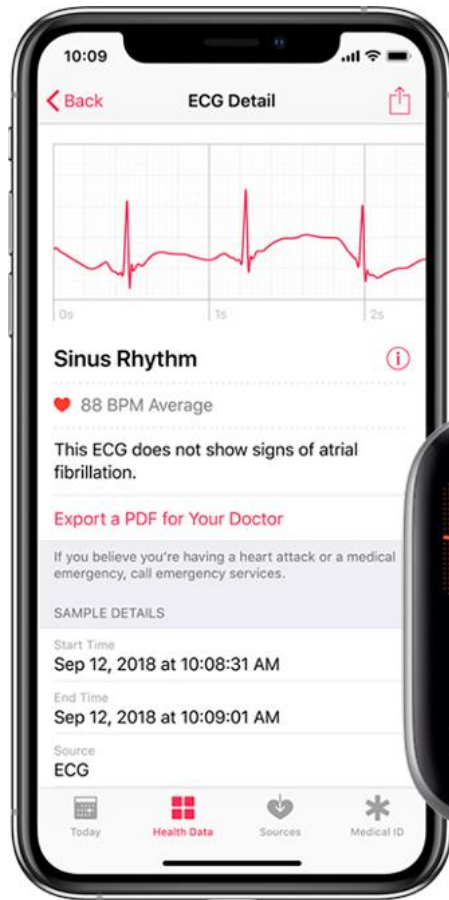 10:09
Back
ECG Detail
0s
1s
2s
Sinus Rhythm
88 BPM Average
This ECG does not show signs of atrial
fibrillation.
Export a PDF for Your Doctor
If you believe you're having a heart attack or a medical
emergency, call emergency services.
SAMPLE DETAILS
Start Time
Sep 12, 2018 at 10:08:31 AM
End Time
Sep 12, 2018 at 10:09:01 AM
Source
ECG
Today
Health Data
Sources
Medical ID